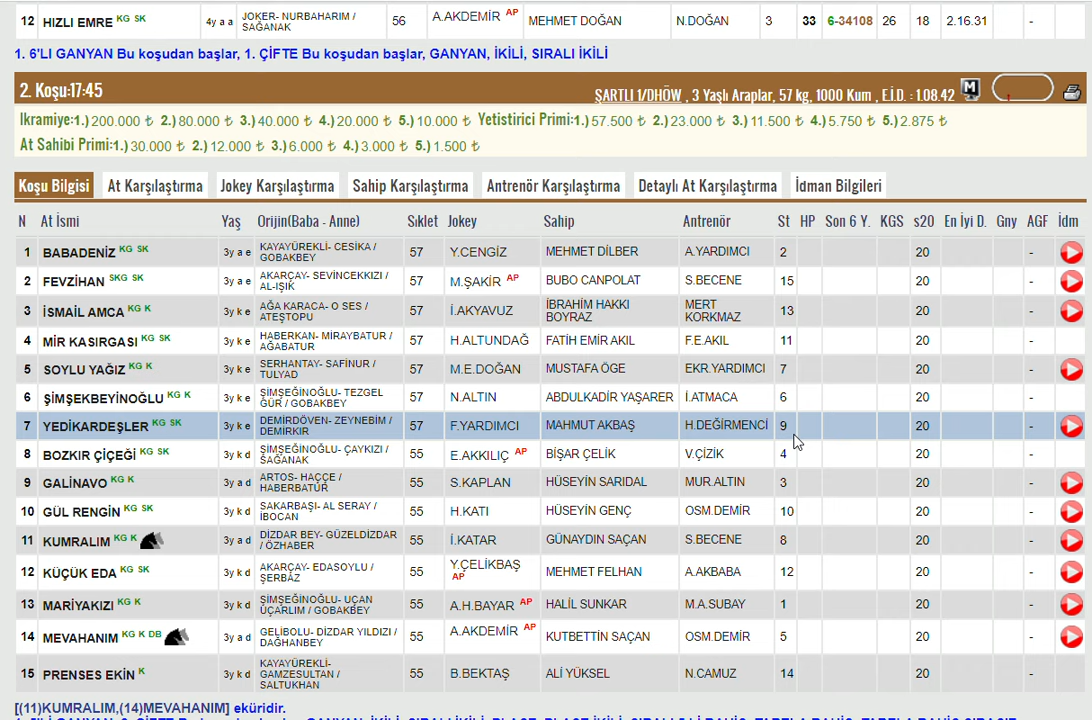 12 HIZLI EMRE KG SK 4y a a JOKER- NURBAHARIM / SAĞANAK 56 A.AKDEMİR AP MEHMET DOĞAN N.DOĞAN 3 33 6-34108 26 18 2.16.31 -
1. 6'LI GANYAN Bu koşudan başlar, 1. ÇİFTE Bu koşudan başlar, GANYAN, İKİLİ, SIRALI İKİLİ
2. Koşu:17:45 ŞARTLI 1/DHÖW , 3 Yaşlı Araplar, 57 kg, 1000 Kum , E.İ.D. : 1.08.42
Ikramiye:1.) 200.000 ₺ 2.) 80.000 ₺ 3.) 40.000 ₺ 4.) 20.000 ₺ 5.) 10.000 ₺ Yetistirici Primi:1.) 57.500 ₺ 2.) 23.000 ₺ 3.) 11.500 ₺ 4.) 5.750 ₺ 5.) 2.875 ₺
At Sahibi Primi:1.) 30.000 ₺ 2.) 12.000 ₺ 3.) 6.000 ₺ 4.) 3.000 ₺ 5.) 1.500 ₺
Koşu Bilgisi At Karşılaştırma Jokey Karşılaştırma Sahip Karşılaştırma Antrenör Karşılaştırma Detaylı At Karşılaştırma İdman Bilgileri
N At İsmi Yaş Orijin(Baba - Anne) Sıklet Jokey Sahip Antrenör St HP Son 6 Y. KGS s20 En İyi D. Gny AGF İdm
1 BABADENİZ KG SK 3y a e KAYAYÜREKLİ- CESİKA / GOBAKBEY 57 Y.CENGİZ MEHMET DİLBER A.YARDIMCI 2 20 -
2 FEVZİHAN SKG SK 3y a e AKARÇAY- SEVİNCEKKIZI / AL-IŞIK 57 M.ŞAKİR AP BUBO CANPOLAT S.BECENE 15 20 -
3 İSMAİL AMCA KG K 3y k e AĞA KARACA- O SES / ATEŞTOPU 57 İ.AKYAVUZ İBRAHİM HAKKI BOYRAZ MERT KORKMAZ 13 20 -
4 MİR KASIRGASI KG SK 3y k e HABERKAN- MİRAYBATUR / AĞABATUR 57 H.ALTUNDAĞ FATİH EMİR AKIL F.E.AKIL 11 20 -
5 SOYLU YAĞIZ KG K 3y k e SERHANTAY- SAFİNUR / TULYAD 57 M.E.DOĞAN MUSTAFA ÖGE EKR.YARDIMCI 7 20 -
6 ŞİMŞEKBEYİNOĞLU KG K 3y k e ŞİMŞEĞİNOĞLU- TEZGEL GÜR / GOBAKBEY 57 N.ALTIN ABDULKADİR YAŞARER İ.ATMACA 6 20 -
7 YEDİKARDEŞLER KG SK 3y k e DEMİRDÖVEN- ZEYNEBİM / DEMİRKIR 57 F.YARDIMCI MAHMUT AKBAŞ H.DEĞİRMENCİ 9 20 -
8 BOZKIR ÇİÇEĞİ KG SK 3y k d ŞİMŞEĞİNOĞLU- ÇAYKIZI / SAĞANAK 55 E.AKKILIÇ AP BİŞAR ÇELİK V.ÇİZİK 4 20 -
9 GALİNAVO KG K 3y a d ARTOS- HAÇÇE / HABERBATUR 55 S.KAPLAN HÜSEYİN SARIDAL MUR.ALTIN 3 20 -
10 GÜL RENGİN KG SK 3y k d SAKARBAŞI- AL SERAY / İBOCAN 55 H.KATI HÜSEYİN GENÇ OSM.DEMİR 10 20 -
11 KUMRALIM KG K 3y a d DİZDAR BEY- GÜZELDİZDAR / ÖZHABER 55 İ.KATAR GÜNAYDIN SAÇAN S.BECENE 8 20 -
12 KÜÇÜK EDA KG SK 3y k d AKARÇAY- EDASOYLU / ŞERBAZ 55 Y.ÇELİKBAŞ AP MEHMET FELHAN A.AKBABA 12 20 -
13 MARİYAKIZI KG K 3y k d ŞİMŞEĞİNOĞLU- UÇAN UÇARLIM / GOBAKBEY 55 A.H.BAYAR AP HALİL SUNKAR M.A.SUBAY 1 20 -
14 MEVAHANIM KG K DB 3y a d GELİBOLU- DİZDAR YILDIZI / DAĞHANBEY 55 A.AKDEMİR AP KUTBETTİN SAÇAN OSM.DEMİR 5 20 -
15 PRENSES EKİN K 3y k d KAYAYÜREKLİ- GAMZESULTAN / SALTUKHAN 55 B.BEKTAŞ ALİ YÜKSEL N.CAMUZ 14 20 -
[(11)KUMRALIM,(14)MEVAHANIM] eküridir.